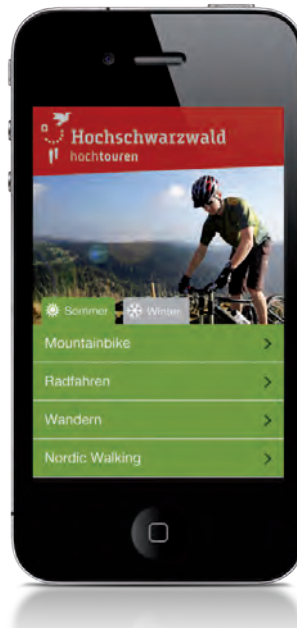 Hochschwarzwald
hochtouren
Sommer
Winter
Mountainbike
Radfahren
Wandern
Nordic Walking